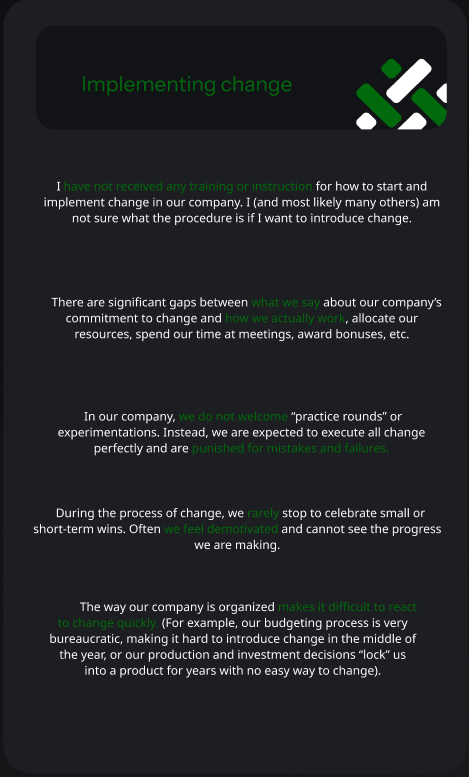 Implementing change
I have not received any training or instruction for how to start and
implement change in our company. I (and most likely many others) am
not sure what the procedure is if I want to introduce change.
There are significant gaps between what we say about our company’s
commitment to change and how we actually work, allocate our
resources, spend our time at meetings, award bonuses, etc.
In our company, we do not welcome “practice rounds” or
experimentations. Instead, we are expected to execute all change
perfectly and are punished for mistakes and failures.
During the process of change, we rarely stop to celebrate small or
short-term wins. Often we feel demotivated and cannot see the progress
we are making.
The way our company is organized makes it difficult to react
to change quickly. (For example, our budgeting process is very
bureaucratic, making it hard to introduce change in the middle of
the year, or our production and investment decisions “lock” us
into a product for years with no easy way to change).